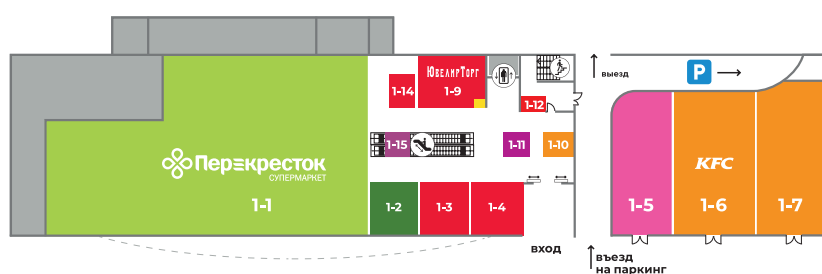 ЮвелирТорг
1-9
1-14
1-12
выезд
P
1-15
1-11
1-10
Перекресток
СУПЕРМАРКЕТ
1-1
1-2
1-3
1-4
KFC
1-5
1-6
1-7
вход
въезд
на паркинг